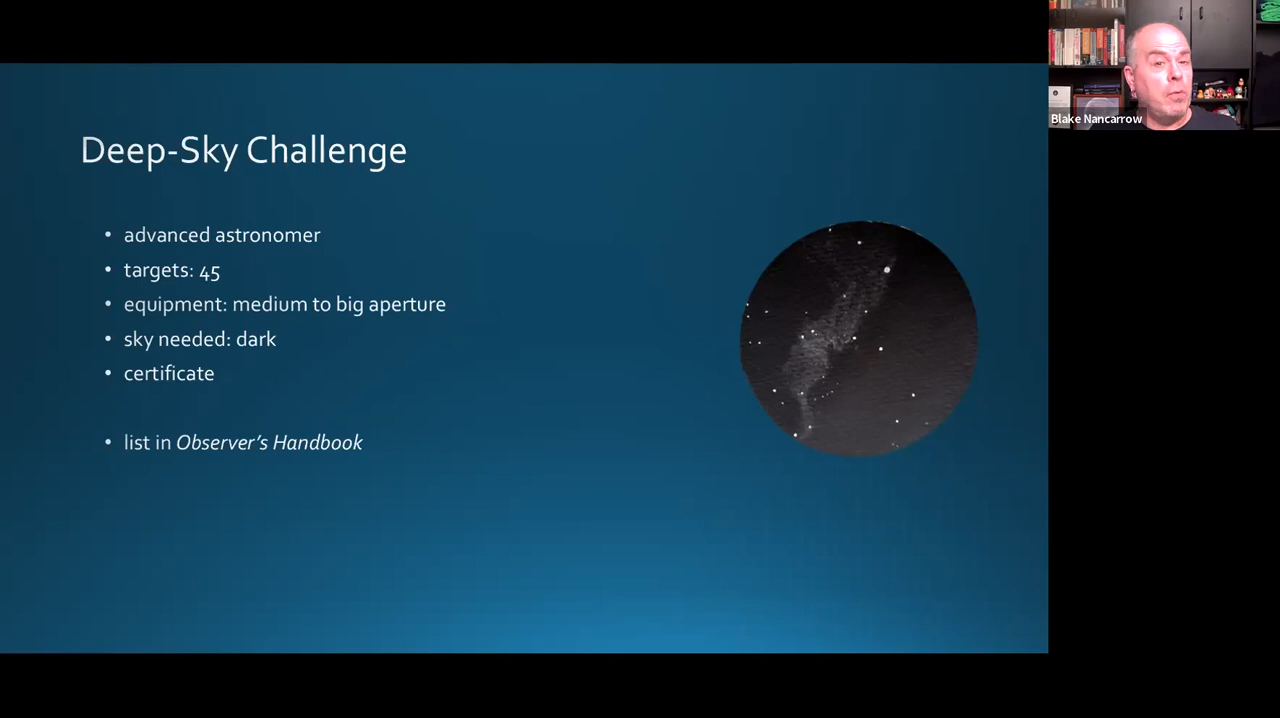 Deep-Sky Challenge
• advanced astronomer
• targets: 45
• equipment: medium to big aperture
• sky needed: dark
• certificate
• list in Observer's Handbook
Blake Nancarrow